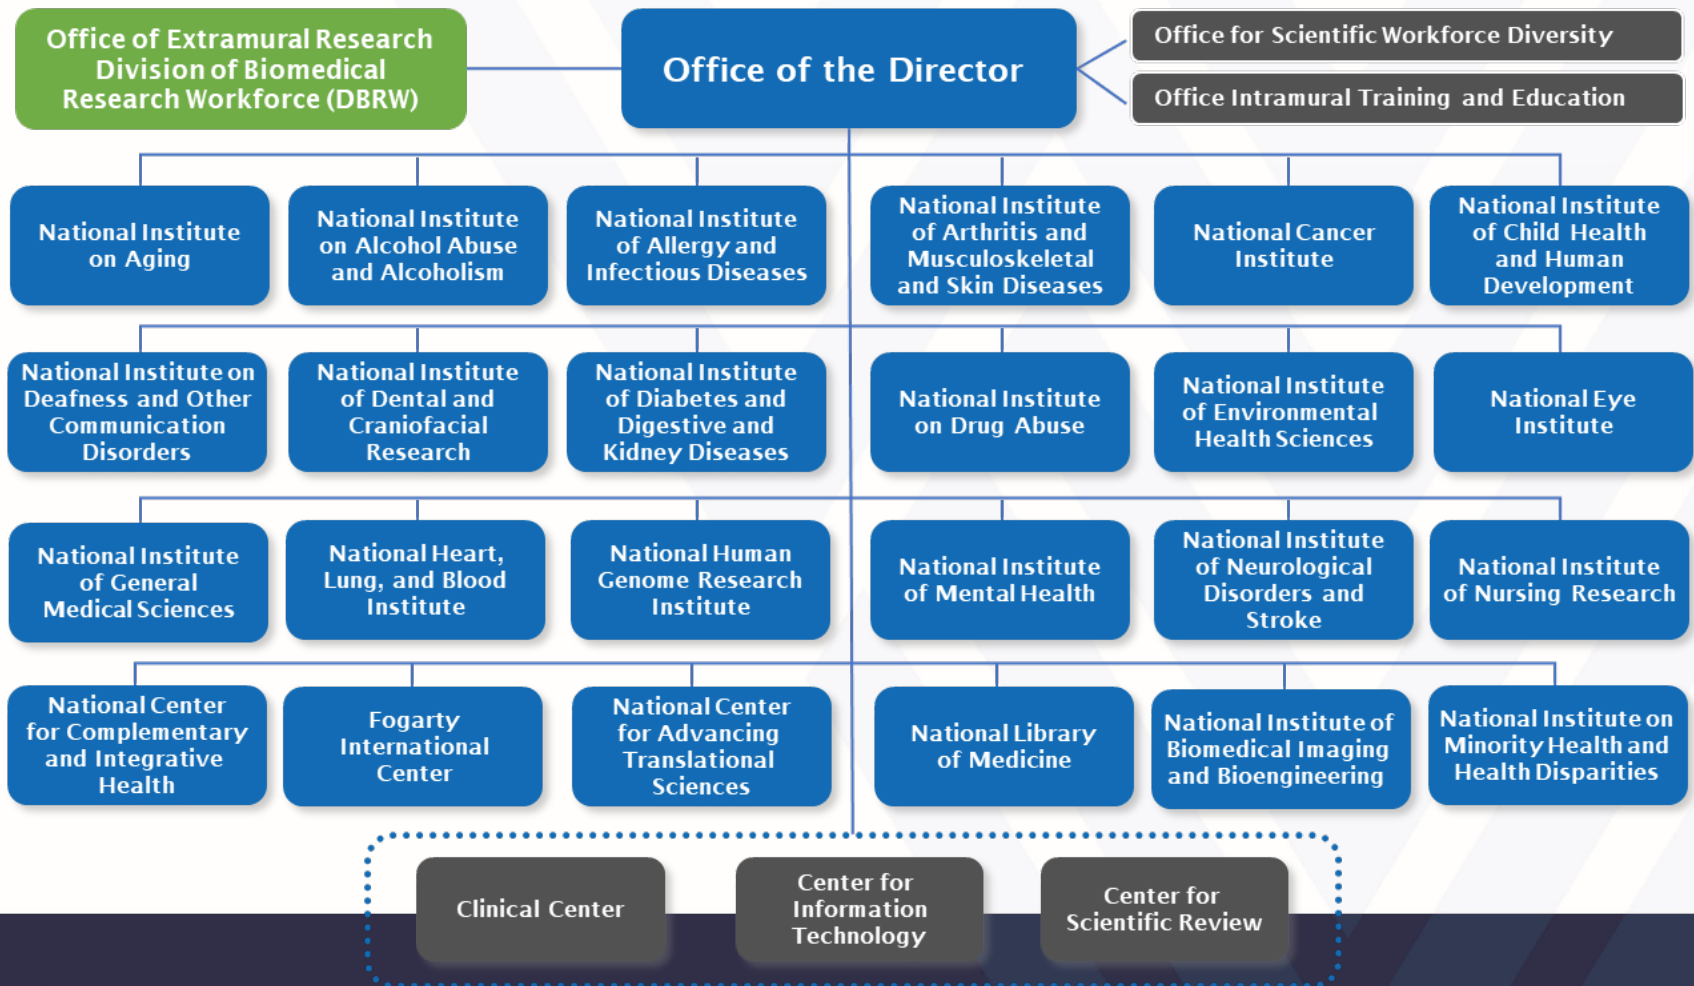 Office of Extramural Research
Division of Biomedical
Research Workforce (DBRW)
Office of the Director
Office for Scientific Workforce Diversity
Office Intramural Training and Education
National Institute
on Aging
National Institute
on Alcohol Abuse
and Alcoholism
National Institute
of Allergy and
Infectious Diseases
National Institute
of Arthritis and
Musculoskeletal
and Skin Diseases
National Cancer
Institute
National Institute
of Child Health
and Human
Development
National Institute on
Deafness and Other
Communication
Disorders
National Institute
of Dental and
Craniofacial
Research
National Institute
of Diabetes and
Digestive and
Kidney Diseases
National Institute
on Drug Abuse
National Institute
of Environmental
Health Sciences
National Eye
Institute
National Institute
of General
Medical Sciences
National Heart,
Lung, and Blood
Institute
National Human
Genome Research
Institute
National Institute
of Mental Health
National Institute
of Neurological
Disorders and
Stroke
National Institute
of Nursing Research
National Center
for Complementary
and Integrative
Health
Fogarty
International
Center
National Center
for Advancing
Translational
Sciences
National Library
of Medicine
National Institute of
Biomedical Imaging
and Bioengineering
National Institute on
Minority Health and
Health Disparities
Clinical Center
Center for
Information
Technology
Center for
Scientific Review